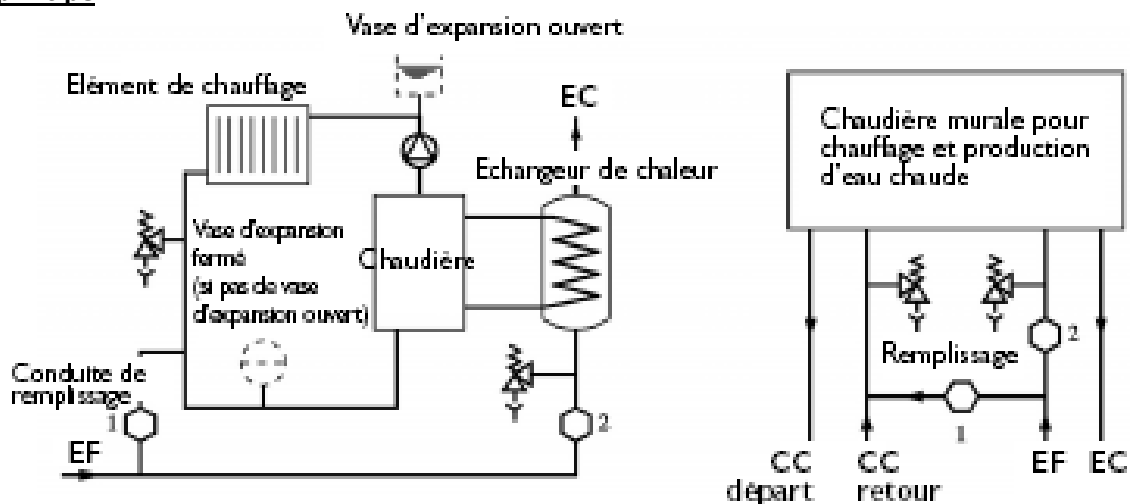 Vase d'expansion ouvert
Elément de chauffage
EC
Echangeur de chaleur
Vase d'expansion
fermé
(si pas de vase
d'expansion ouvert)
Chaudière
Conduite de
remplissage
1
2
EF
Chaudière murale pour
chauffage et production
d'eau chaude
2
Remplissage
1
CC
départ
CC
retour
EF
EC